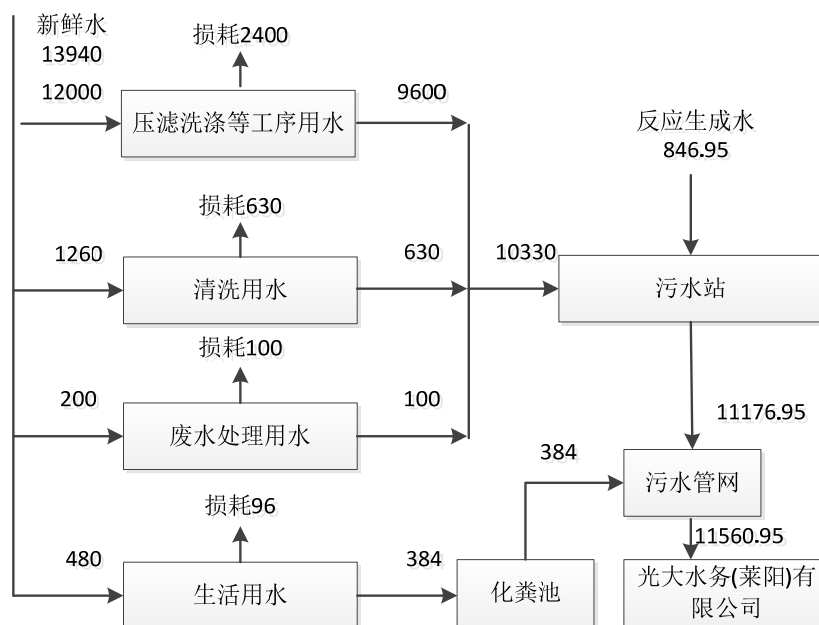 新鲜水
13940
损耗2400
12000
压滤洗涤等工序用水
9600
反应生成水
846.95
损耗630
1260
清洗用水
630
10330
污水站
损耗100
200
废水处理用水
100
11176.95
384
污水管网
损耗96
11560.95
480
生活用水
384
化粪池
光大水务(莱阳)有
限公司